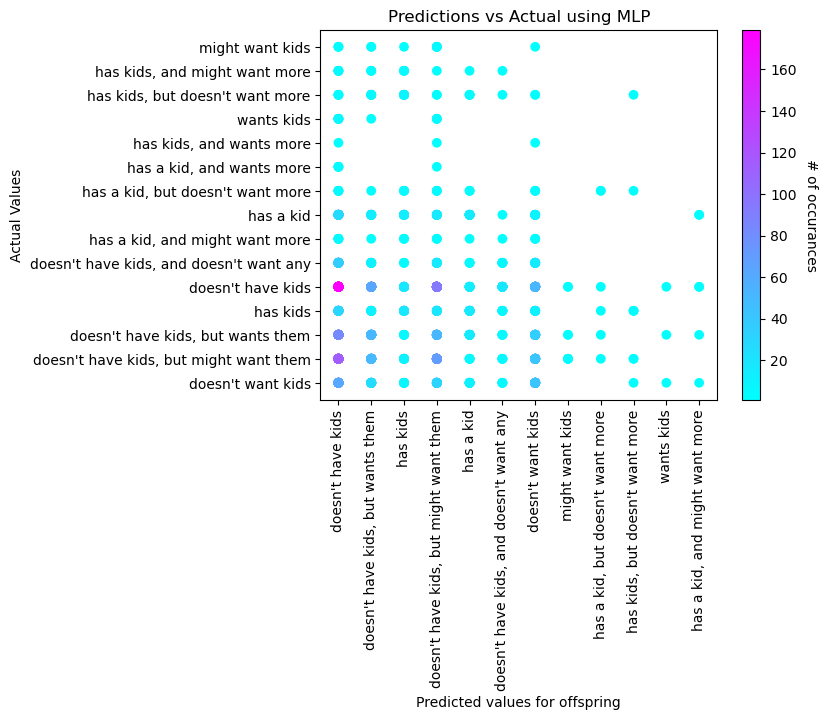 Predictions vs Actual using MLP
Actual Values
might want kids
has kids, and might want more
has kids, but doesn't want more
wants kids
has kids, and wants more
has a kid, and wants more
has a kid, but doesn't want more
has a kid
has a kid, and might want more
doesn't have kids, and doesn't want any
doesn't have kids
has kids
doesn't have kids, but wants them
doesn't have kids, but might want them
doesn't want kids
doesn't have kids
doesn't have kids, but wants them
has kids
doesn't have kids, but might want them
has a kid
doesn't have kids, and doesn't want any
doesn't want kids
might want kids
has a kid, but doesn't want more
has kids, but doesn't want more
wants kids
has a kid, and might want more
Predicted values for offspring
160
140
120
100
80
60
40
20
# of occurances